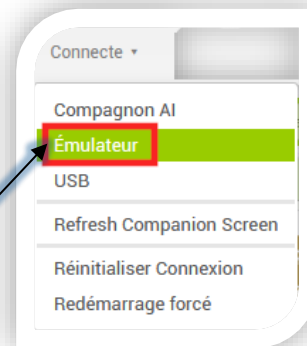 Connecte ▾
Compagnon AI
Émulateur
USB
Refresh Companion Screen
Réinitialiser Connexion
Redémarrage forcé